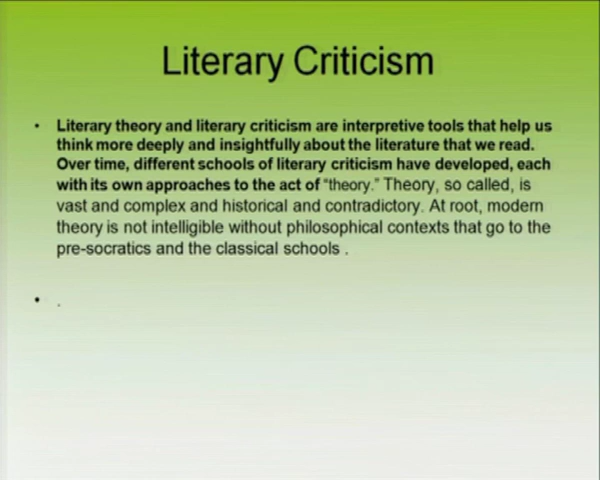 Literary Criticism
• Literary theory and literary criticism are interpretive tools that help us
think more deeply and insightfully about the literature that we read.
Over time, different schools of literary criticism have developed, each
with its own approaches to the act of “theory.” Theory, so called, is
vast and complex and historical and contradictory. At root, modern
theory is not intelligible without philosophical contexts that go to the
pre-socratics and the classical schools .
• .